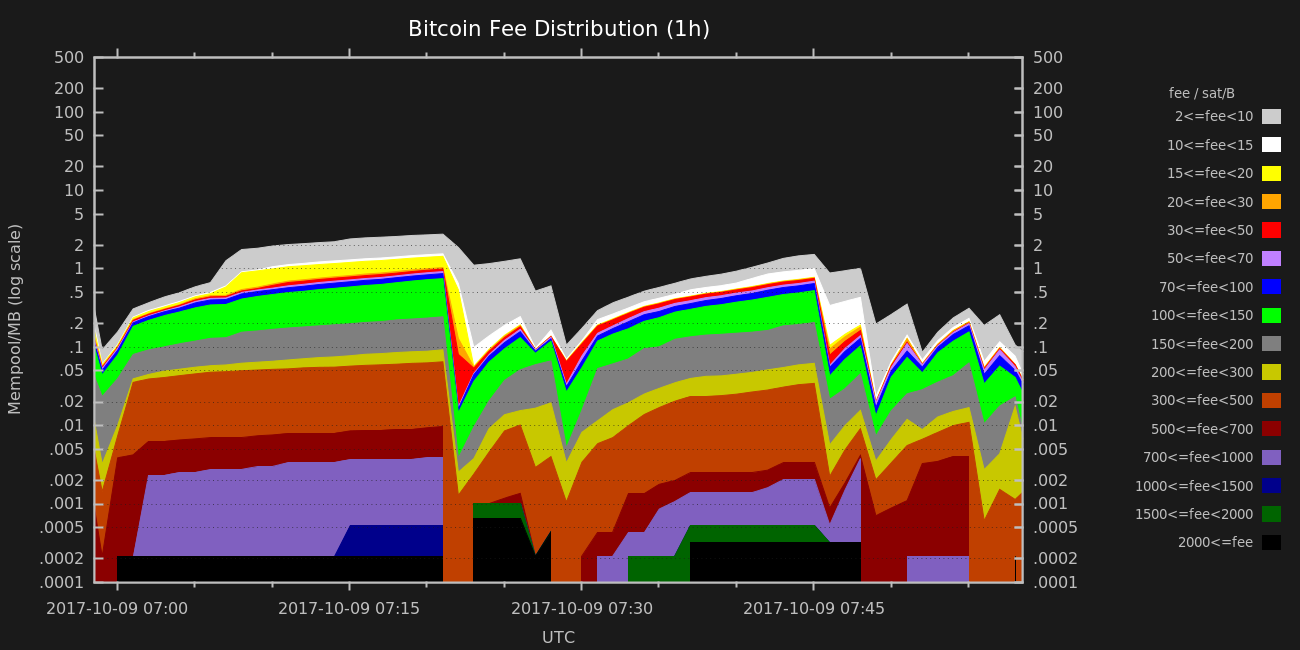 Bitcoin Fee Distribution (1h)
Mempool/MB (log scale)
500
200
100
50
20
10
5
2
1
.5
.2
.1
.05
.02
.01
.005
.002
.001
.0005
.0002
.0001
500
200
100
50
20
10
5
2
1
.5
.2
.1
.05
.02
.01
.005
.002
.001
.0005
.0002
.0001
2017-10-09 07:00
2017-10-09 07:15
2017-10-09 07:30
2017-10-09 07:45
UTC
fee / sat/B
2<=fee<10
10<=fee<15
15<=fee<20
20<=fee<30
30<=fee<50
50<=fee<70
70<=fee<100
100<=fee<150
150<=fee<200
200<=fee<300
300<=fee<500
500<=fee<700
700<=fee<1000
1000<=fee<1500
1500<=fee<2000
2000<=fee